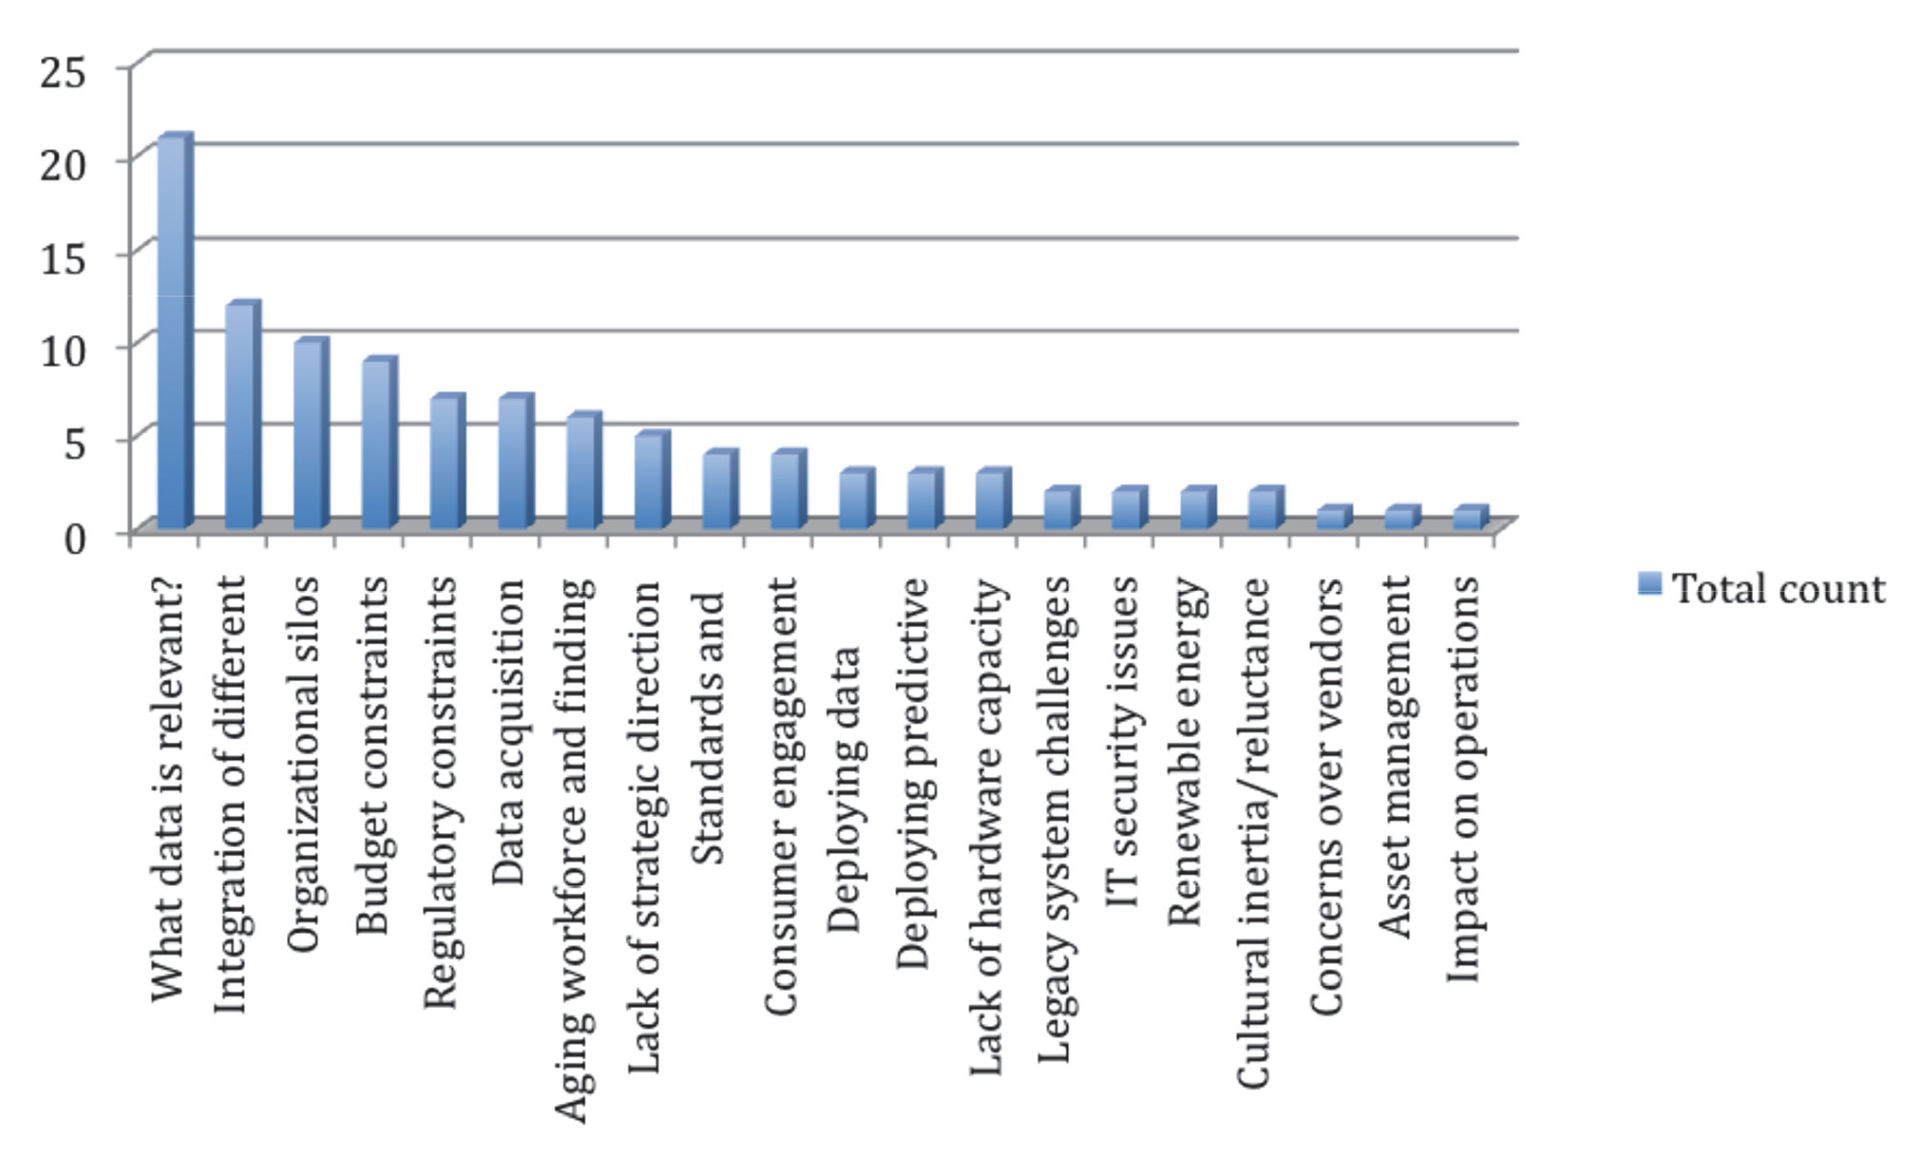 25
20
15
10
5
0
What data is relevant?
Integration of different
Organizational silos
Budget constraints
Regulatory constraints
Data acquisition
Aging workforce and finding
Lack of strategic direction
Standards and
Consumer engagement
Deploying data
Deploying predictive
Lack of hardware capacity
Legacy system challenges
IT security issues
Renewable energy
Cultural inertia/reluctance
Concerns over vendors
Asset management
Impact on operations
Total count